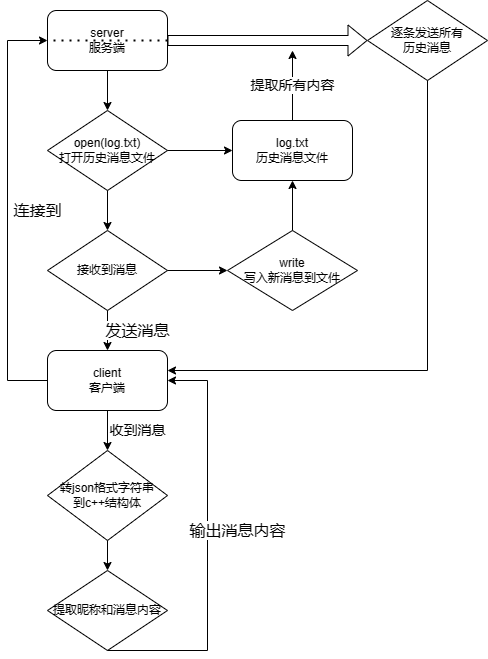 server
服务端
逐条发送所有
历史消息
提取所有内容
open(log.txt)
打开历史消息文件
log.txt
历史消息文件
连接到
接收到消息
write
写入新消息到文件
发送消息
client
客户端
收到消息
转json格式字符串
到c++结构体
输出消息内容
提取昵称和消息内容